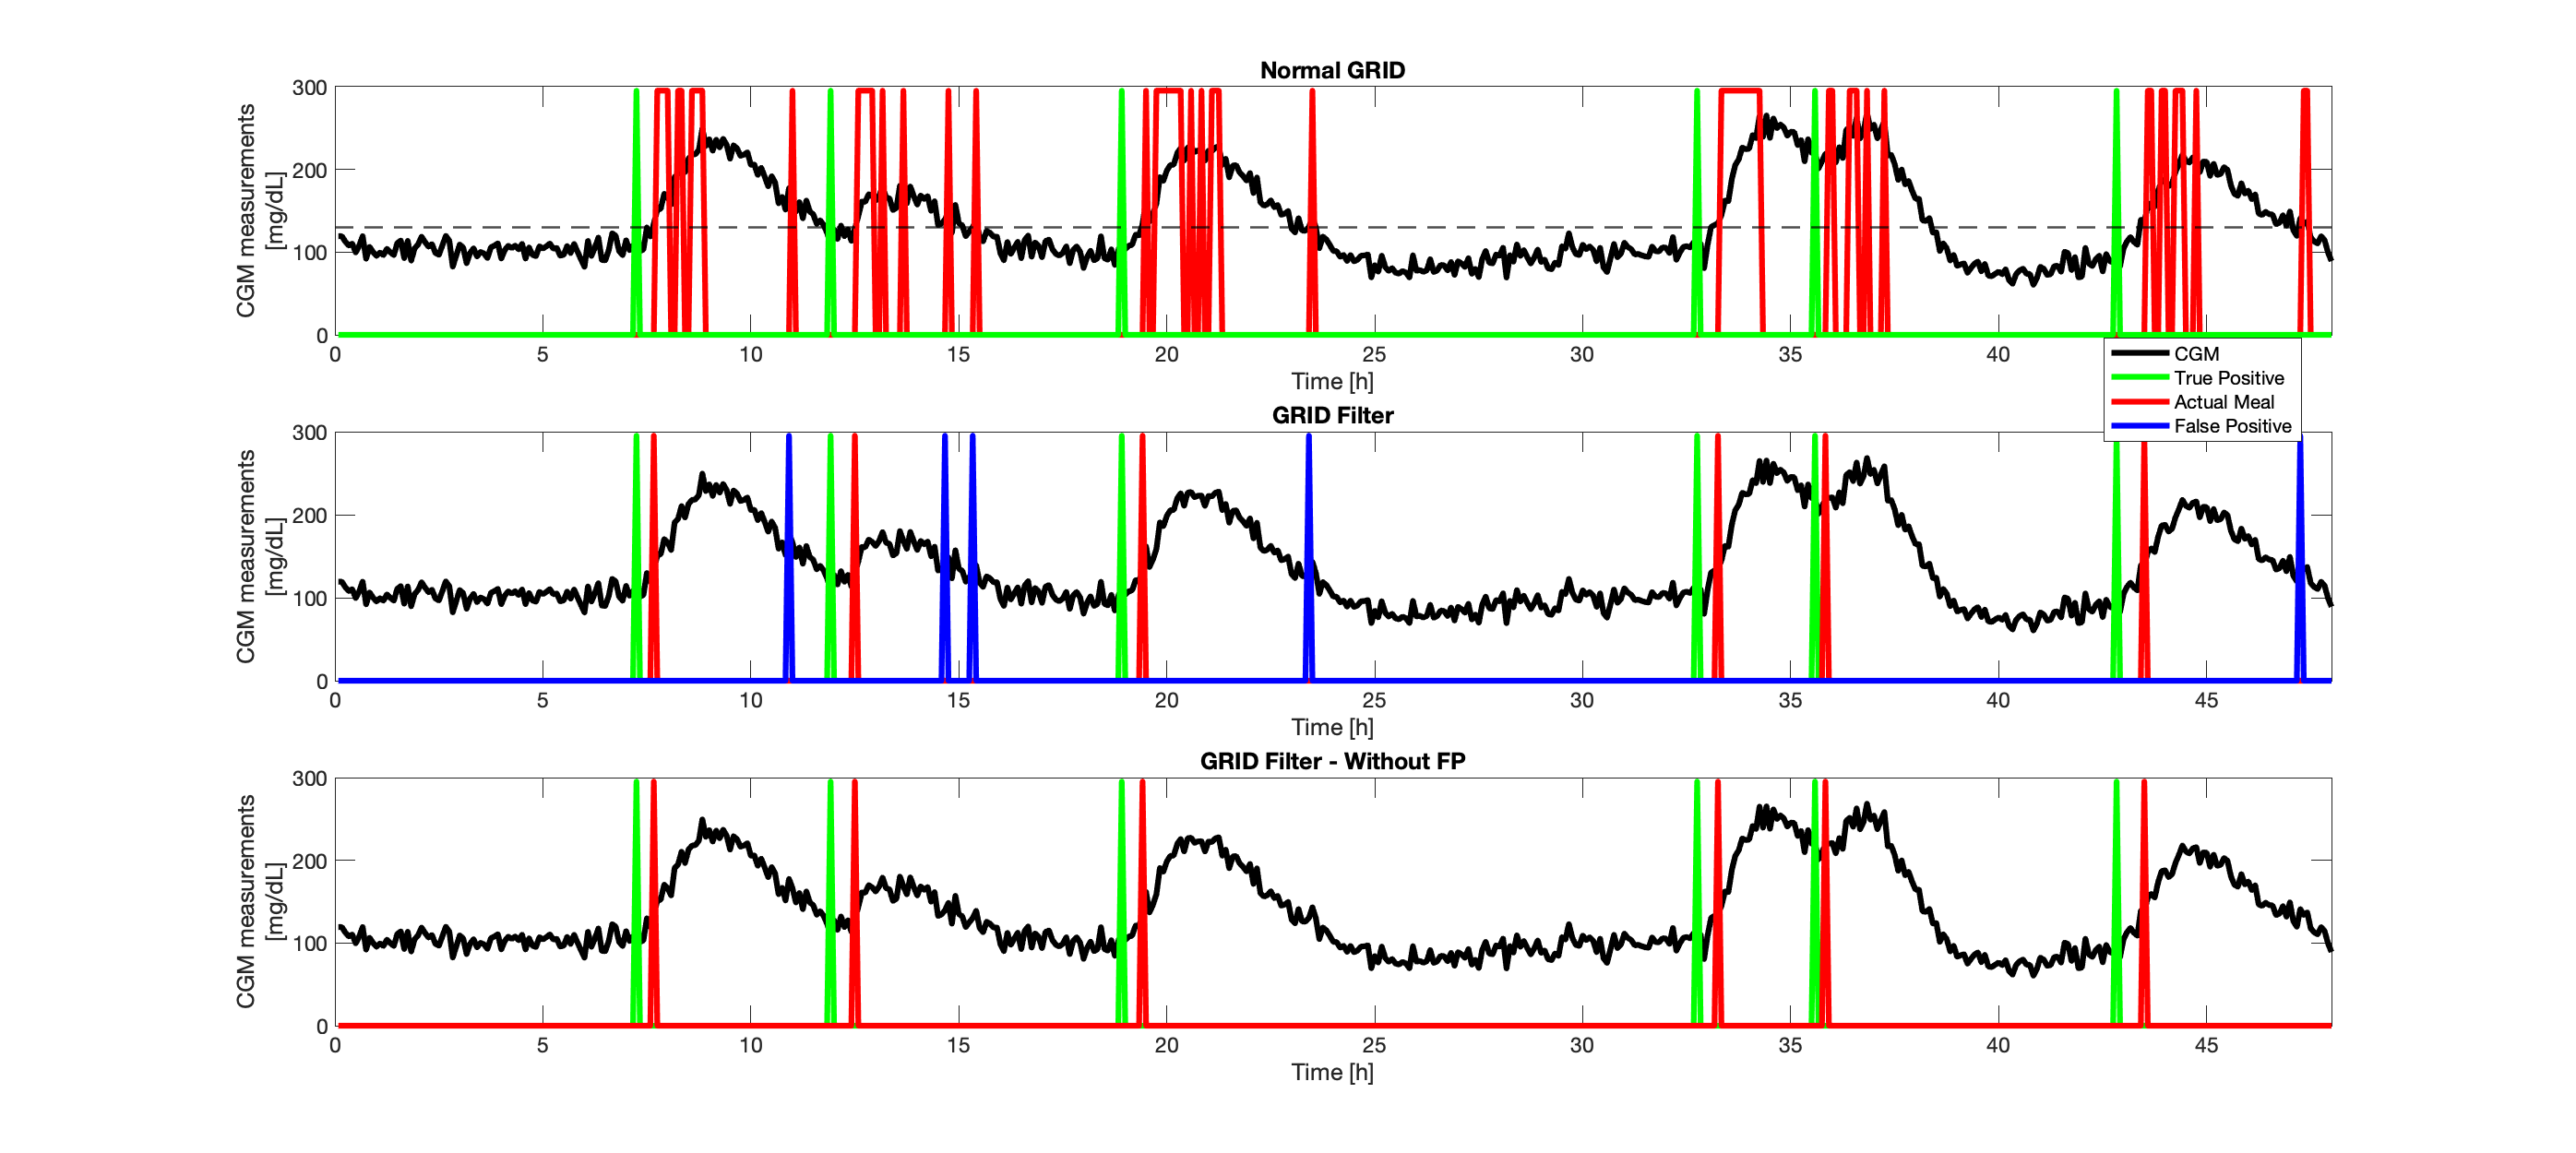 Normal GRID
300
200
100
0
CGM measurements
[mg/dL]
0 5 10 15 20 25 30 35 40
Time [h]
CGM
True Positive
Actual Meal
False Positive
GRID Filter
300
200
100
0
CGM measurements
[mg/dL]
0 5 10 15 20 25 30 35 40 45
Time [h]
GRID Filter - Without FP
300
200
100
0
CGM measurements
[mg/dL]
0 5 10 15 20 25 30 35 40 45
Time [h]